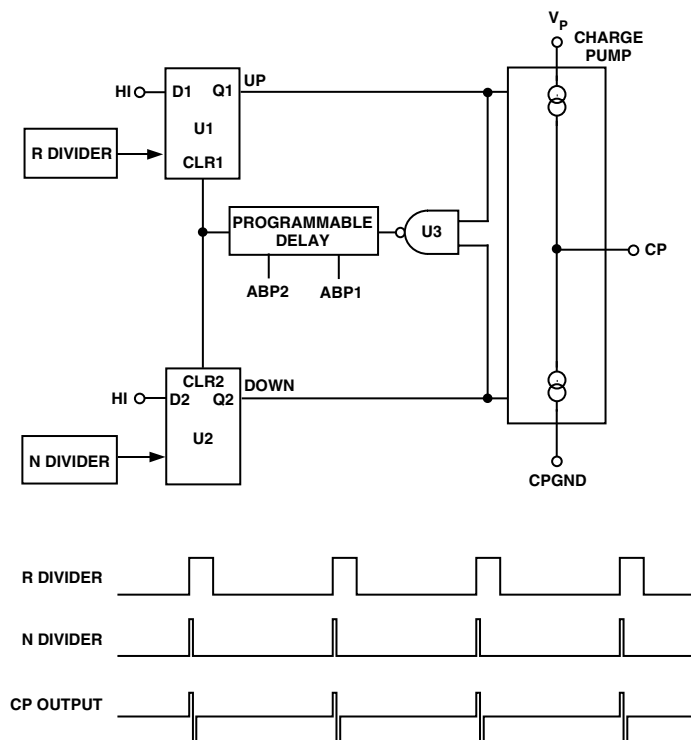 VP
CHARGE
PUMP
HI
D1
Q1
UP
U1
R DIVIDER
CLR1
PROGRAMMABLE
DELAY
U3
CP
ABP2
ABP1
CLR2
DOWN
HI
D2
Q2
U2
N DIVIDER
CPGND
R DIVIDER
N DIVIDER
CP OUTPUT